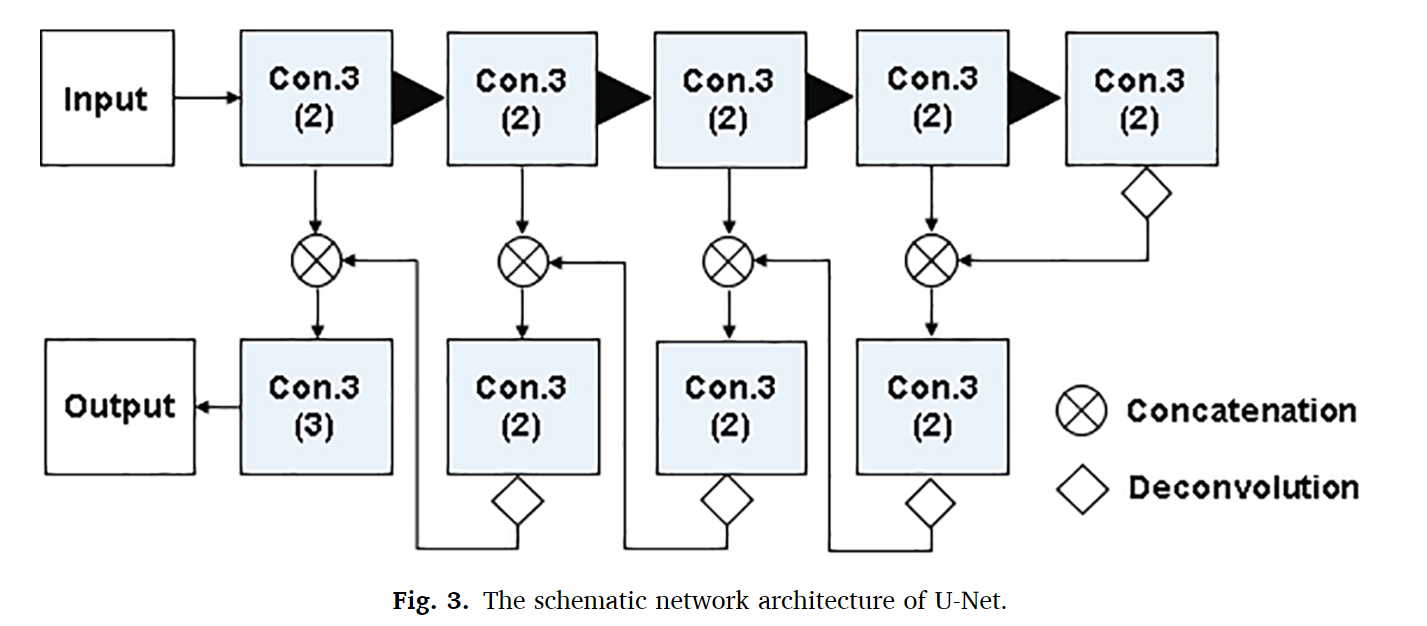 Input
Con.3
(2)
Con.3
(2)
Con.3
(2)
Con.3
(2)
Con.3
(2)
Output
Con.3
(3)
Con.3
(2)
Con.3
(2)
Con.3
(2)
Concatenation
Deconvolution
Fig. 3. The schematic network architecture of U-Net.